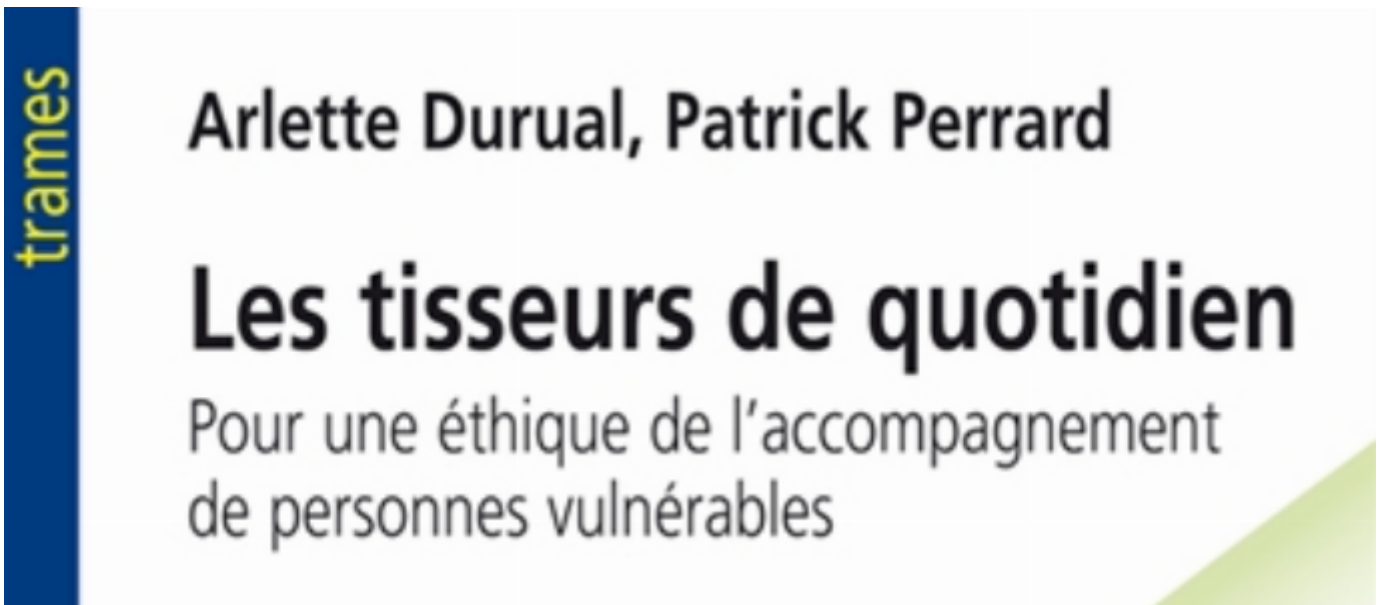 trames
Arlette Durual, Patrick Perrard
Les tisseurs de quotidien
Pour une éthique de l'accompagnement
de personnes vulnérables